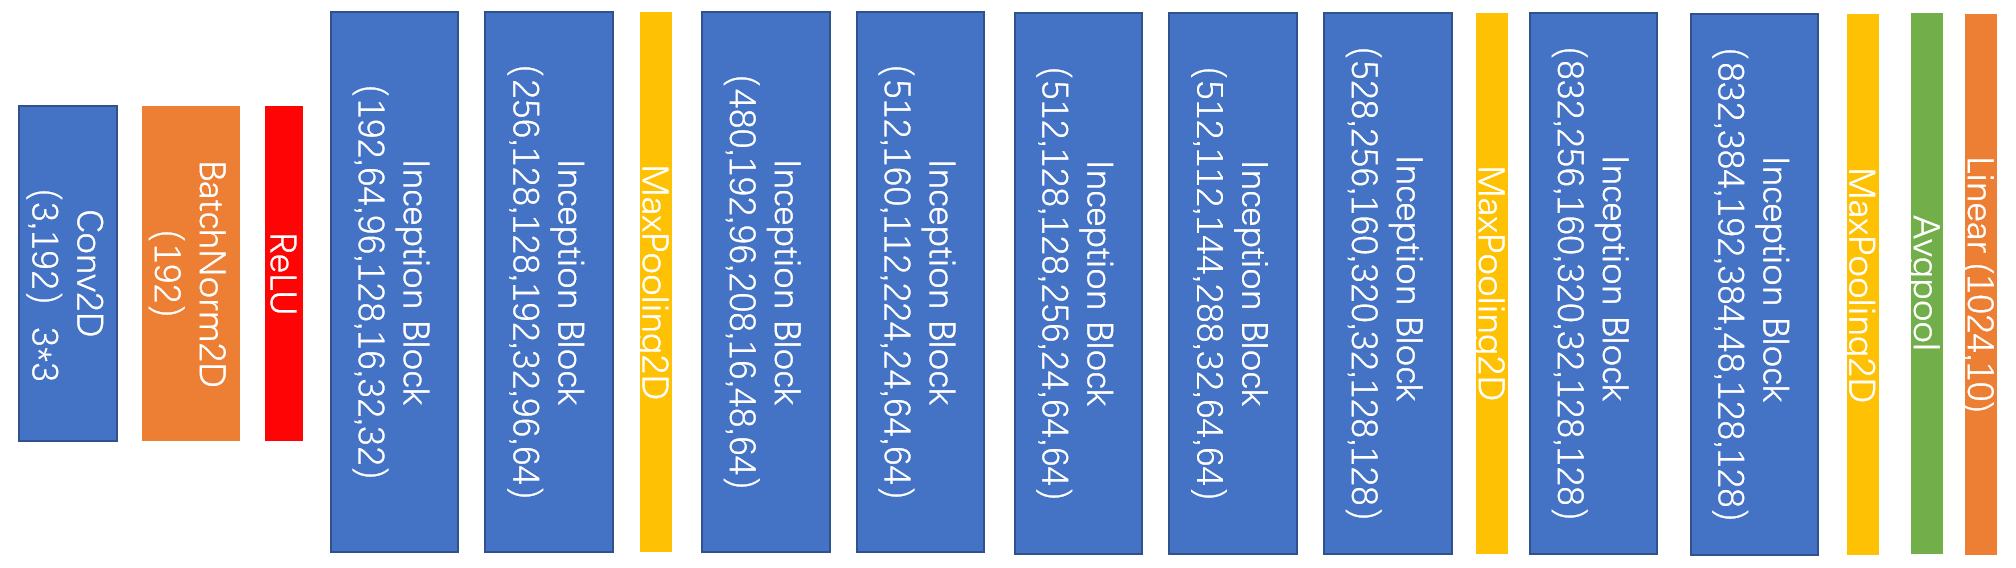 Conv2D
(3,192) 3*3
BatchNorm2D
(192)
ReLU
Inception Block
(192,64,96,128,16,32,32)
Inception Block
(256,128,128,192,32,96,64)
MaxPooling2D
Inception Block
(480,192,96,208,16,48,64)
Inception Block
(512,160,112,224,24,64,64)
Inception Block
(512,128,128,256,24,64,64)
Inception Block
(512,112,144,288,32,64,64)
Inception Block
(528,256,160,320,32,128,128)
MaxPooling2D
Inception Block
(832,256,160,320,32,128,128)
Inception Block
(832,384,192,384,48,128,128)
MaxPooling2D
Avgpool
Linear (1024,10)